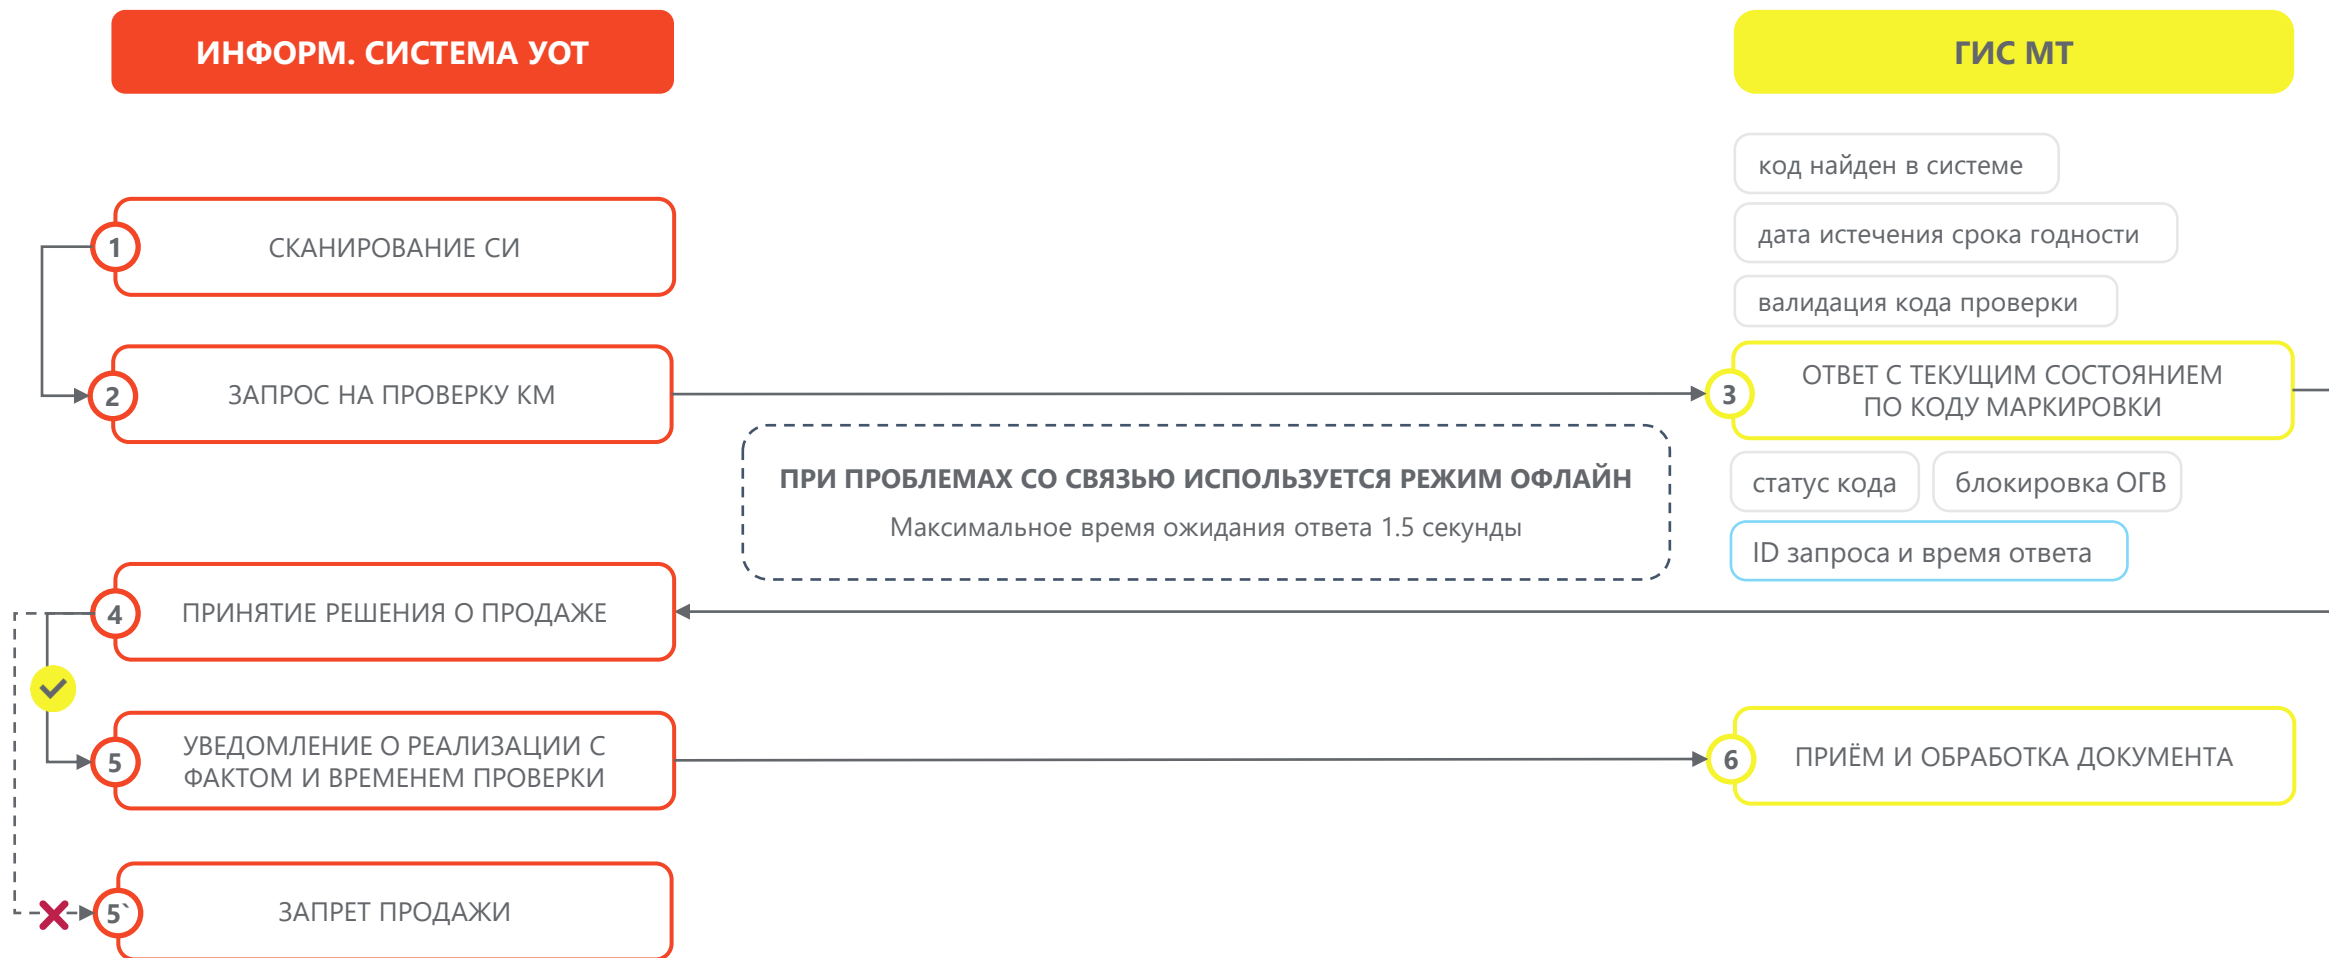 ИНФОРМ. СИСТЕМА УОТ
ГИС МТ
код найден в системе
дата истечения срока годности
валидация кода проверки
1
СКАНИРОВАНИЕ СИ
2
ЗАПРОС НА ПРОВЕРКУ КМ
3
ОТВЕТ С ТЕКУЩИМ СОСТОЯНИЕМ
ПО КОДУ МАРКИРОВКИ
ПРИ ПРОБЛЕМАХ СО СВЯЗЬЮ ИСПОЛЬЗУЕТСЯ РЕЖИМ ОФЛАЙН
Максимальное время ожидания ответа 1.5 секунды
статус кода
блокировка ОГВ
ID запроса и время ответа
4
ПРИНЯТИЕ РЕШЕНИЯ О ПРОДАЖЕ
5
УВЕДОМЛЕНИЕ О РЕАЛИЗАЦИИ С
ФАКТОМ И ВРЕМЕНЕМ ПРОВЕРКИ
6
ПРИЁМ И ОБРАБОТКА ДОКУМЕНТА
5`
ЗАПРЕТ ПРОДАЖИ